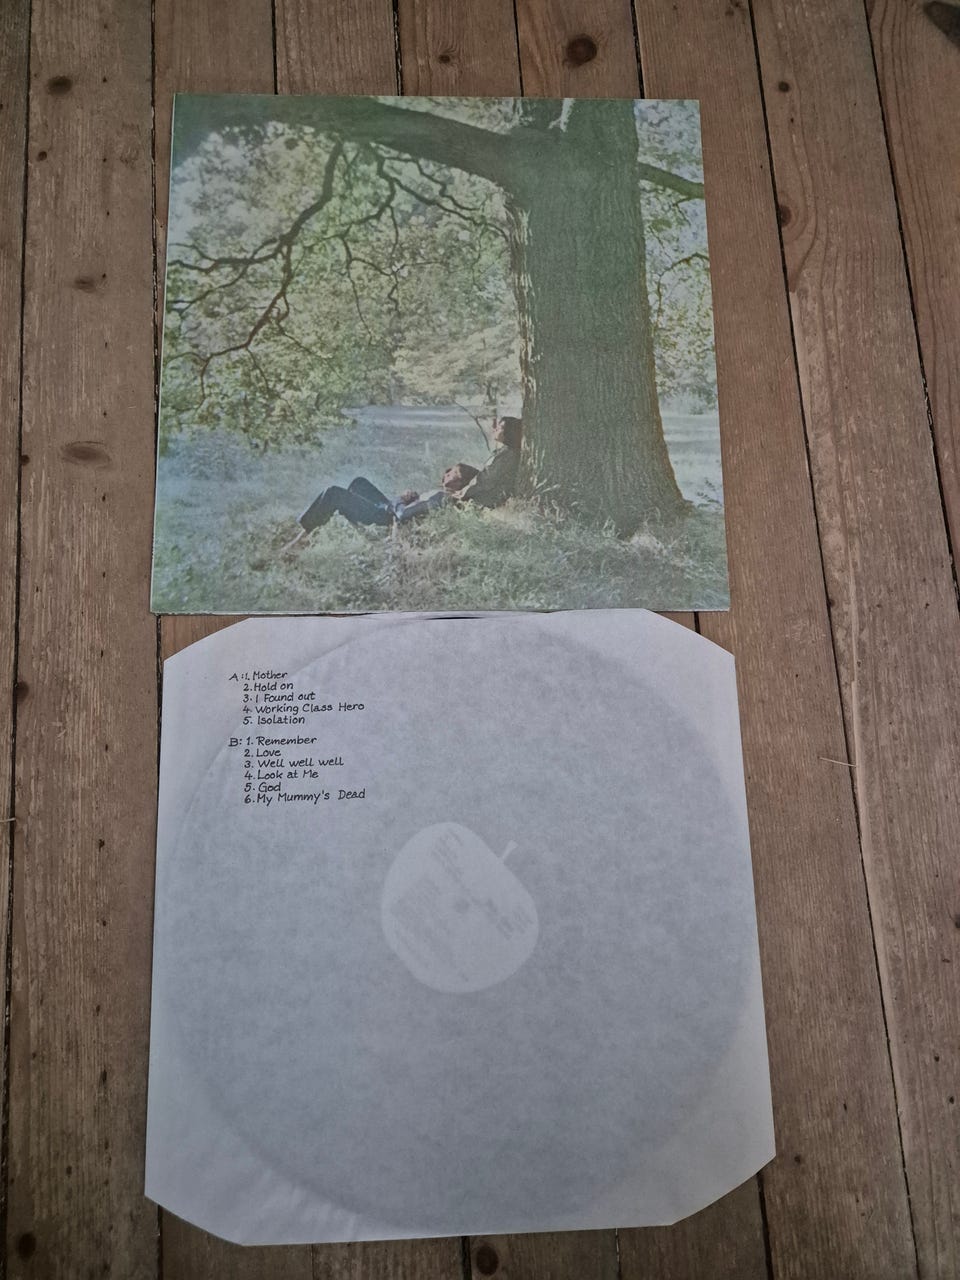 A: 1. Mother
2. Hold on
3. I Found out
4. Working Class Hero
5. Isolation
B: 1. Remember
2. Love
3. Well well well
4. Look at Me
5. God
6. My Mummy's Dead